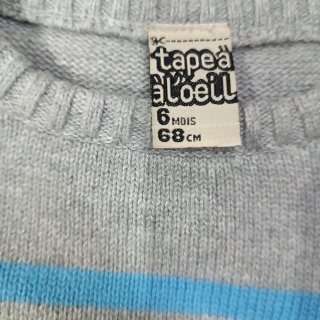 tape à
à l'oeil
6 MOIS
68 CM